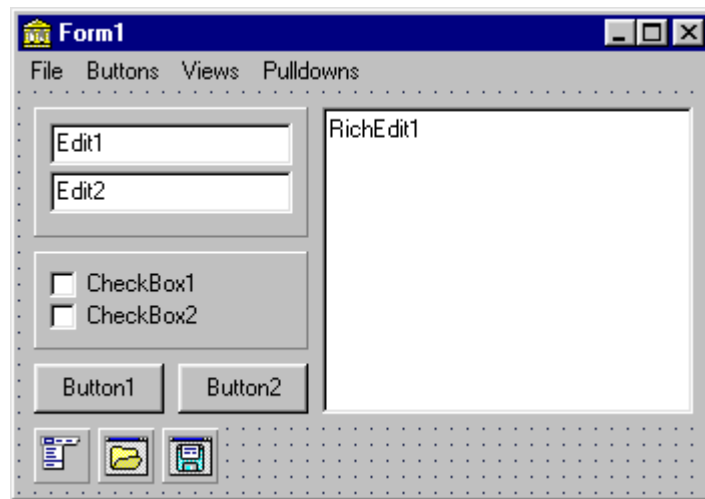 Form1
File Buttons Views Pulldowns
Edit1
Edit2
RichEdit1
CheckBox1
CheckBox2
Button1 Button2